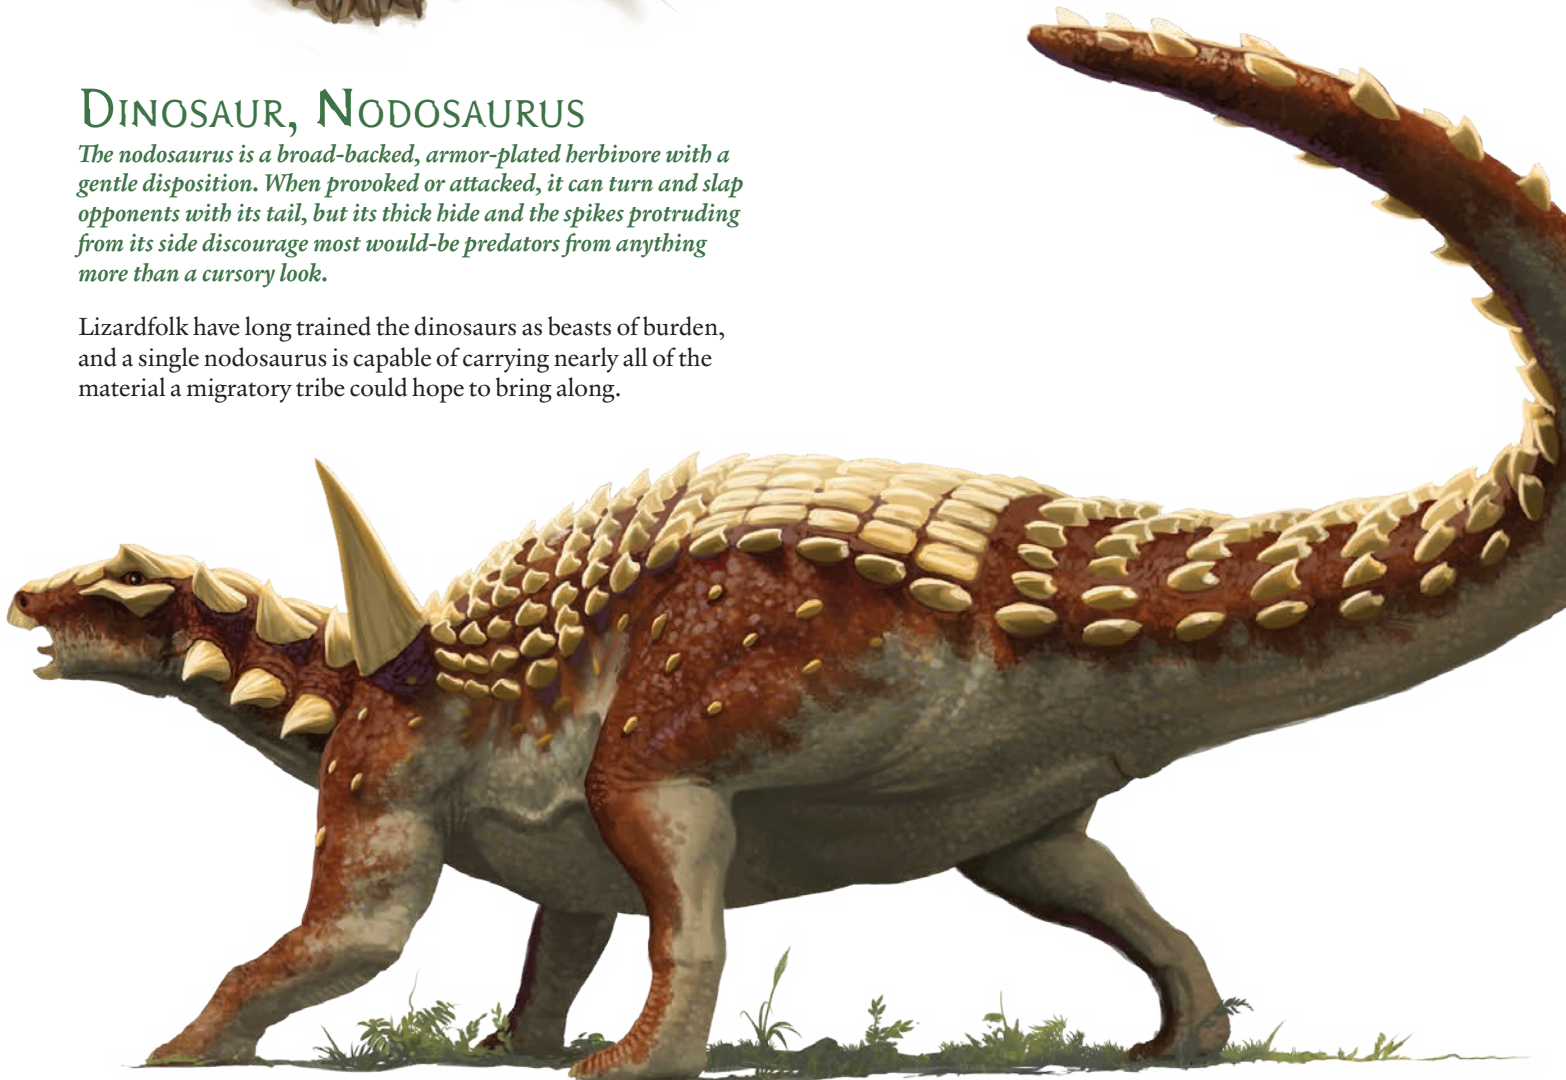 Dinosaur, Nodosaurus
The nodosaurus is a broad-backed, armor-plated herbivore with a
gentle disposition. When provoked or attacked, it can turn and slap
opponents with its tail, but its thick hide and the spikes protruding
from its side discourage most would-be predators from anything
more than a cursory look.
Lizardfolk have long trained the dinosaurs as beasts of burden,
and a single nodosaurus is capable of carrying nearly all of the
material a migratory tribe could hope to bring along.